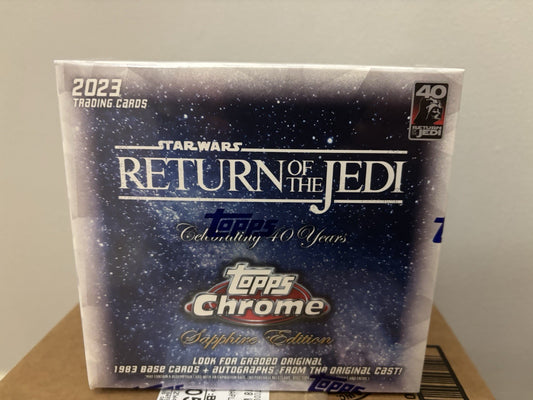 2023
TRADING CARDS
40
RETURN OF THE JEDI
STAR WARS
RETURN OF THE JEDI
Topps
Celebrating 40 Years
Topps
Chrome
Sapphire Edition
LOOK FOR GRADED ORIGINAL
1983 BASE CARDS + AUTOGRAPHS FROM THE ORIGINAL CAST!
Topps